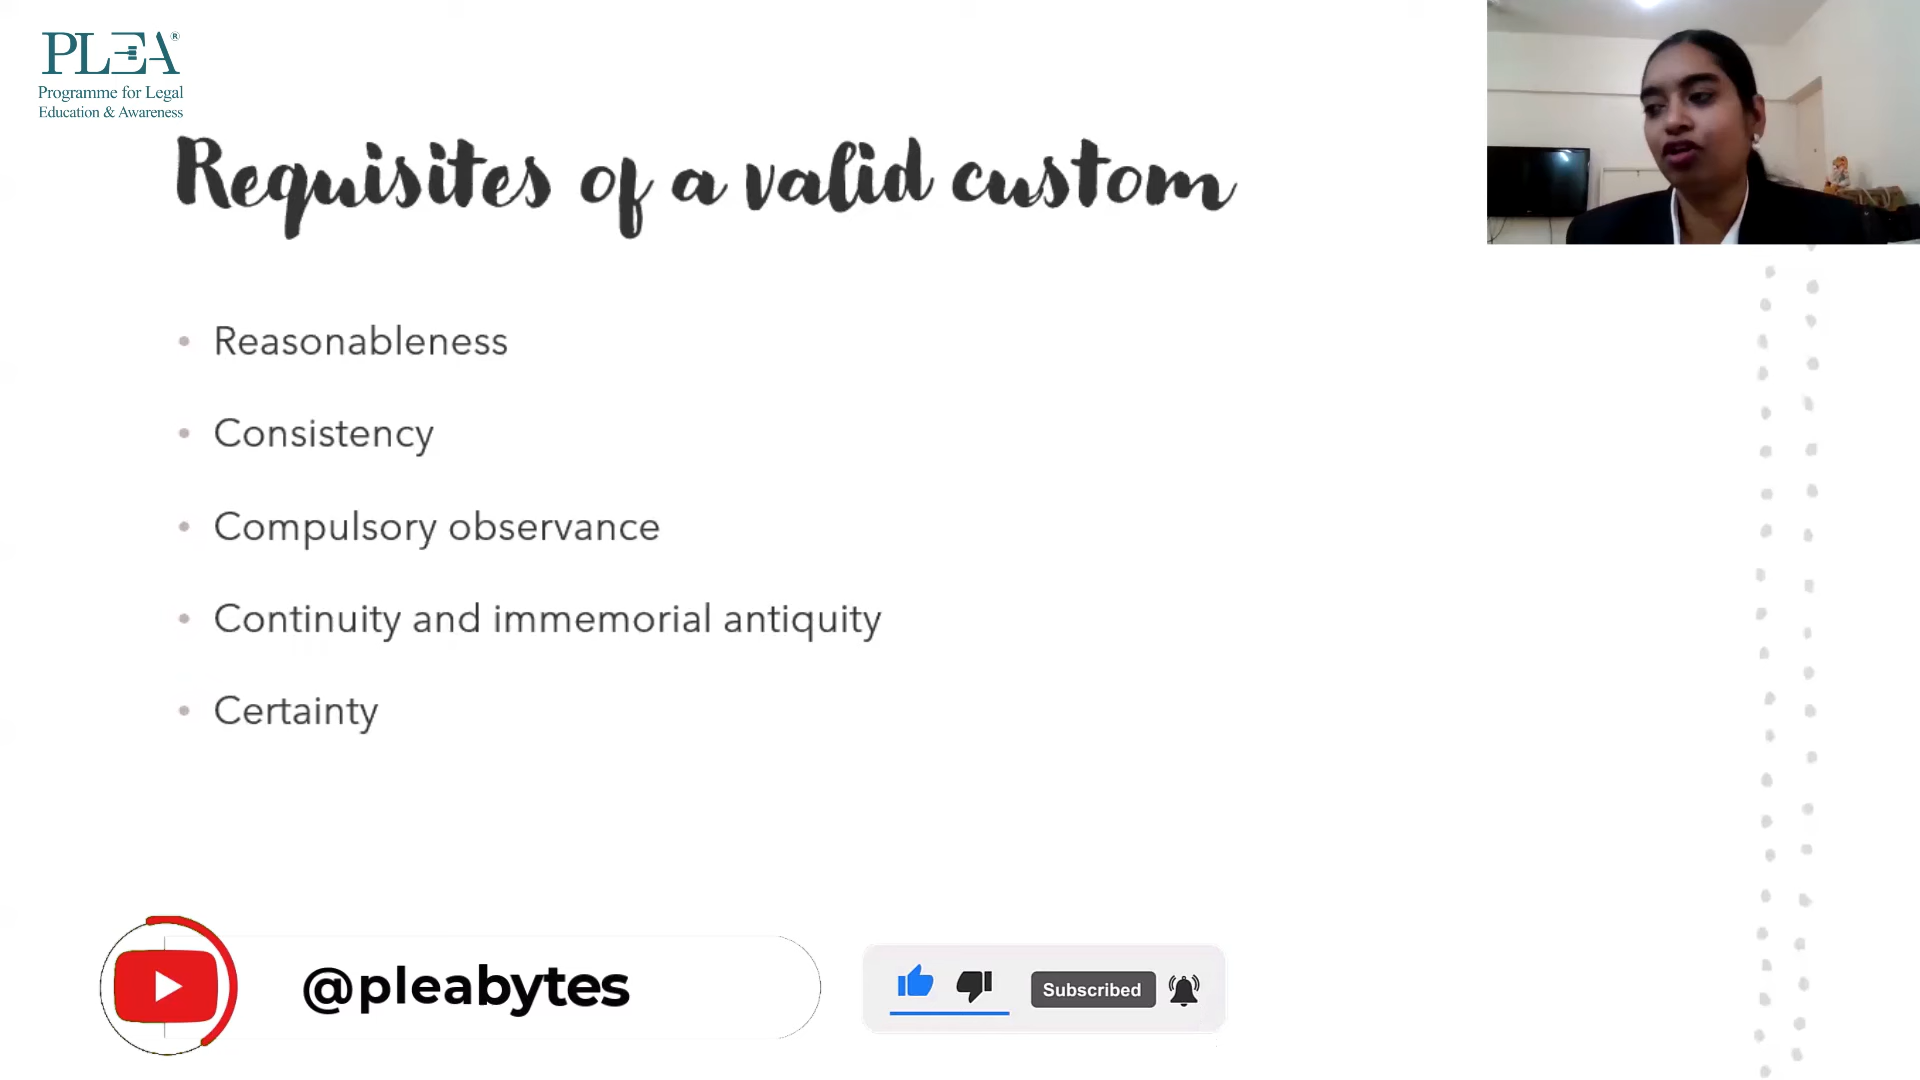 PLEA®
Programme for Legal
Education & Awareness
Requisites of a valid custom
• Reasonableness
• Consistency
• Compulsory observance
• Continuity and immemorial antiquity
• Certainty
@pleabytes
Subscribed